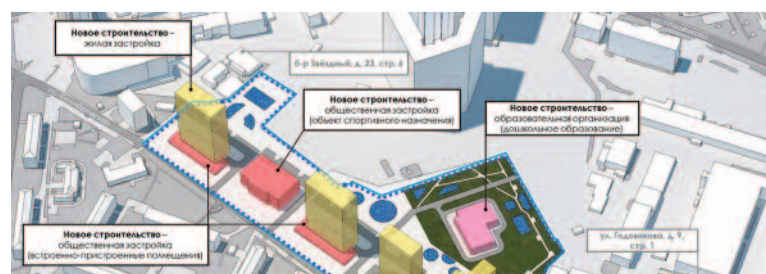 Новое строительство –
жилая застройка
б-р Звёздный, д. 23, стр. 6
Новое строительство –
общественная застройка
(объект спортивного назначения)
Новое строительство –
образовательная организация
(дошкольное образование)
Новое строительство –
общественная застройка
(встроенно-пристроенные помещения)
ул. Годовикова, д. 9,
стр. 1